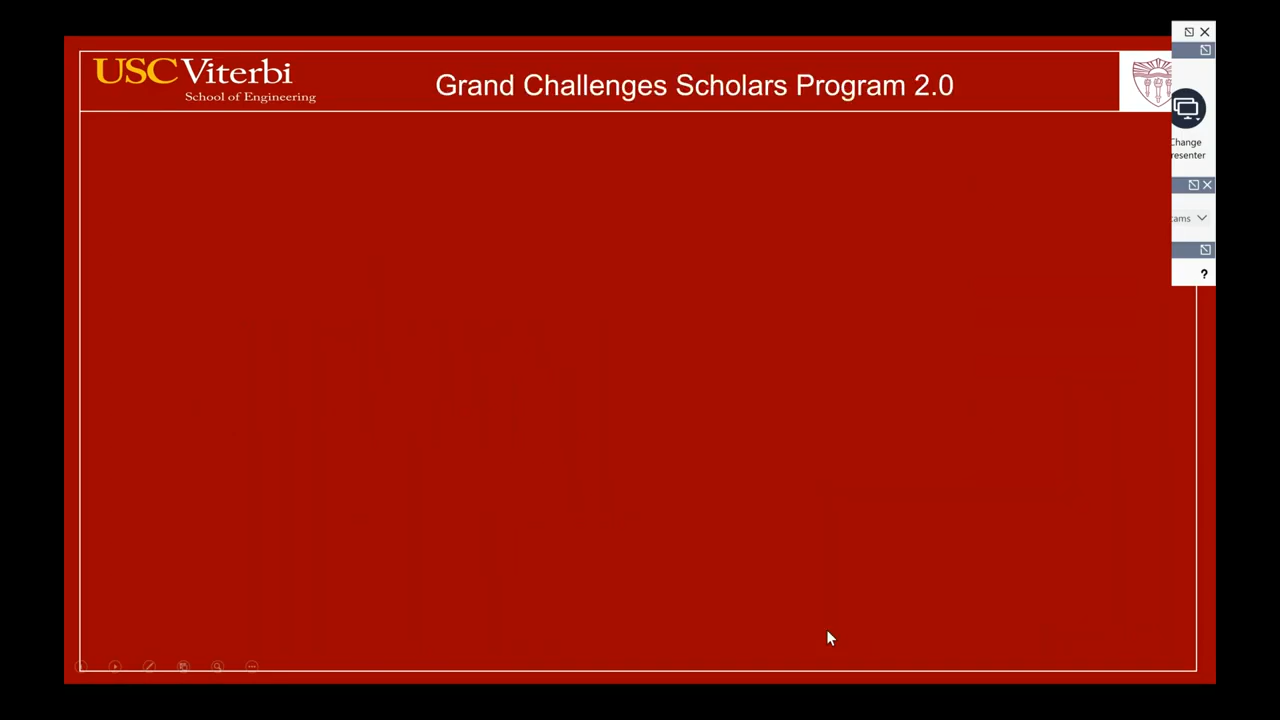 USC Viterbi
School of Engineering
Grand Challenges Scholars Program 2.0
Change
resenter
ams
?